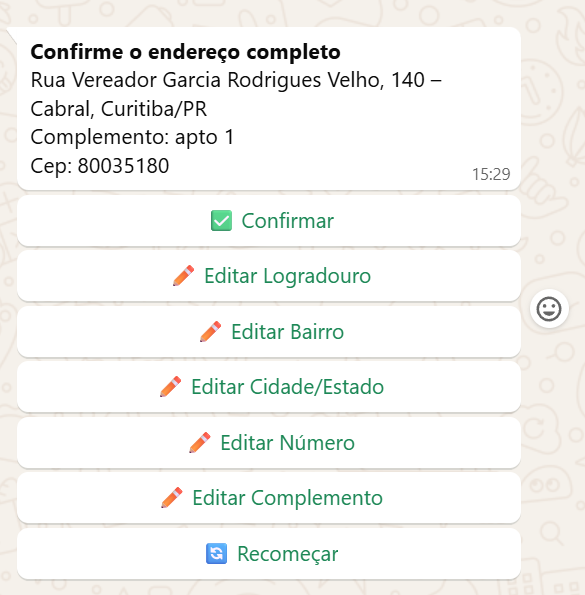 Confirme o endereço completo
Rua Vereador Garcia Rodrigues Velho, 140 –
Cabral, Curitiba/PR
Complemento: apto 1
Cep: 80035180
15:29
Confirmar
Editar Logradouro
Editar Bairro
Editar Cidade/Estado
Editar Número
Editar Complemento
Recomeçar